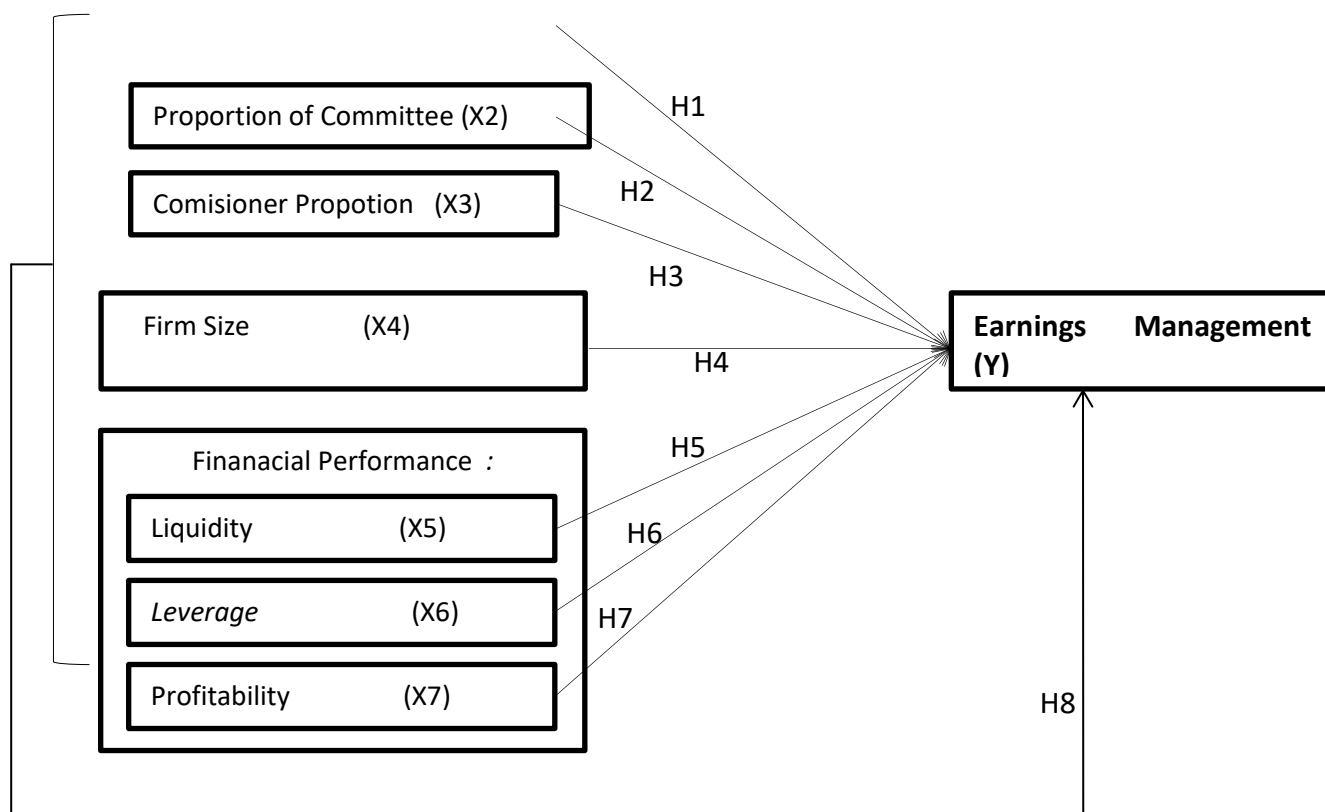 H1
Proportion of Committee (X2)
H2
Comisioner Propotion (X3)
H3
Firm Size (X4)
H4
Earnings Management
(Y)
Finanacial Performance :
H5
Liquidity (X5)
H6
Leverage (X6)
H7
Profitability (X7)
H8